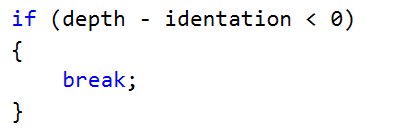 if (depth - identation < 0)
{
    break;
}